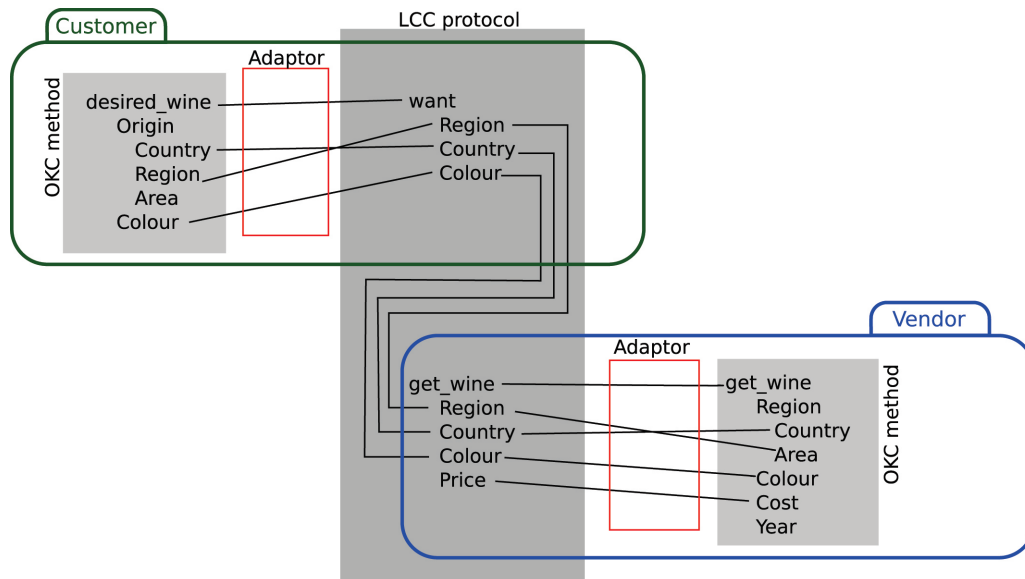 Customer
LCC protocol
Adaptor
OKC method
desired_wine
Origin
Country
Region
Area
Colour
want
Region
Country
Colour
Vendor
Adaptor
get_wine
Region
Country
Colour
Price
get_wine
Region
Country
Area
Colour
Cost
Year
OKC method